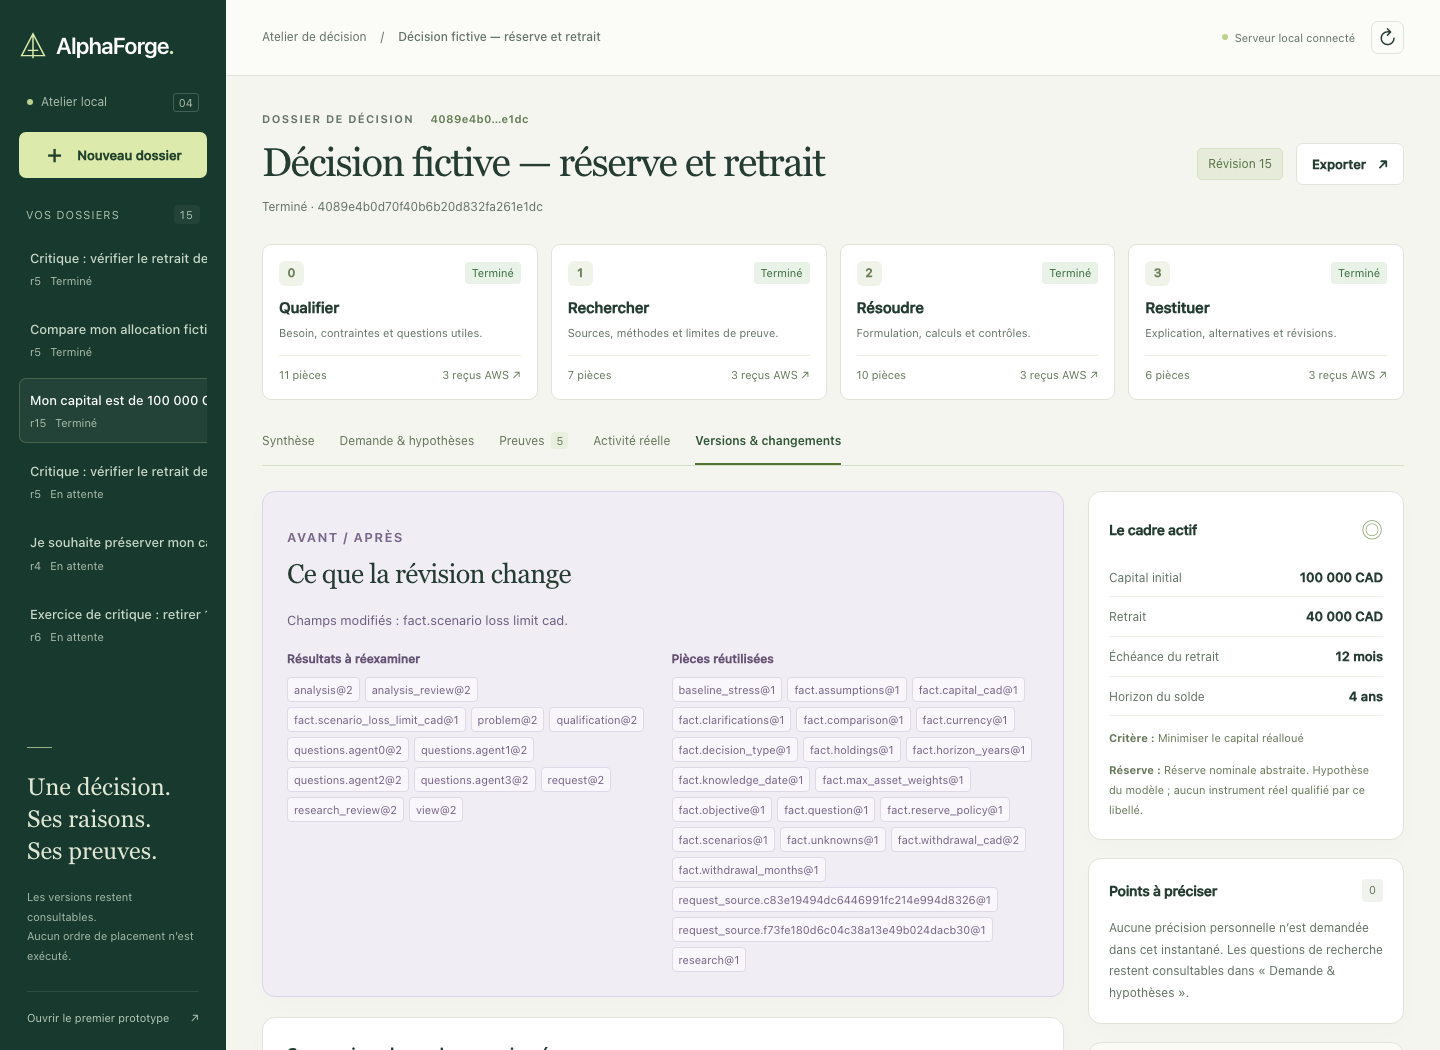 AlphaForge.
Atelier local 04
Nouveau dossier
VOS DOSSIERS 15
Critique : vérifier le retrait de
r5 Terminé
Compare mon allocation ficti
r5 Terminé
Mon capital est de 100 000 C
r15 Terminé
Critique : vérifier le retrait de
r5 En attente
Je souhaite préserver mon ca
r4 En attente
Exercice de critique : retirer
r6 En attente
Une décision.
Ses raisons.
Ses preuves.
Les versions restent
consultables.
Aucun ordre de placement n'est
exécuté.
Ouvrir le premier prototype ↗
Atelier de décision / Décision fictive — réserve et retrait
Serveur local connecté
DOSSIER DE DÉCISION 4089e4b0…e1dc
Décision fictive — réserve et retrait
Révision 15
Exporter ↗
Terminé · 4089e4b0d70f40b6b20d832fa261e1dc
0 Terminé
Qualifier
Besoin, contraintes et questions utiles.
11 pièces 3 reçus AWS ↗
1 Terminé
Rechercher
Sources, méthodes et limites de preuve.
7 pièces 3 reçus AWS ↗
2 Terminé
Résoudre
Formulation, calculs et contrôles.
10 pièces 3 reçus AWS ↗
3 Terminé
Restituer
Explication, alternatives et révisions.
6 pièces 3 reçus AWS ↗
Synthèse Demande & hypothèses Preuves 5 Activité réelle Versions & changements
AVANT / APRÈS
Ce que la révision change
Champs modifiés : fact.scenario loss limit cad.
Résultats à réexaminer
analysis@2 analysis_review@2
fact.scenario_loss_limit_cad@1 problem@2 qualification@2
questions.agent0@2 questions.agent1@2
questions.agent2@2 questions.agent3@2 request@2
research_review@2 view@2
Pièces réutilisées
baseline_stress@1 fact.assumptions@1 fact.capital_cad@1
fact.clarifications@1 fact.comparison@1 fact.currency@1
fact.decision_type@1 fact.holdings@1 fact.horizon_years@1
fact.knowledge_date@1 fact.max_asset_weights@1
fact.objective@1 fact.question@1 fact.reserve_policy@1
fact.scenarios@1 fact.unknowns@1 fact.withdrawal_cad@2
fact.withdrawal_months@1
request_source.c83e19494dc6446991fc214e994d8326@1
request_source.f73fe180d6c04c38a13e49b024dacb30@1
research@1
Le cadre actif
Capital initial 100 000 CAD
Retrait 40 000 CAD
Échéance du retrait 12 mois
Horizon du solde 4 ans
Critère : Minimiser le capital réalloué
Réserve : Réserve nominale abstraite. Hypothèse
du modèle ; aucun instrument réel qualifié par ce
libellé.
Points à préciser 0
Aucune précision personnelle n'est demandée
dans cet instantané. Les questions de recherche
restent consultables dans « Demande &
hypothèses ».